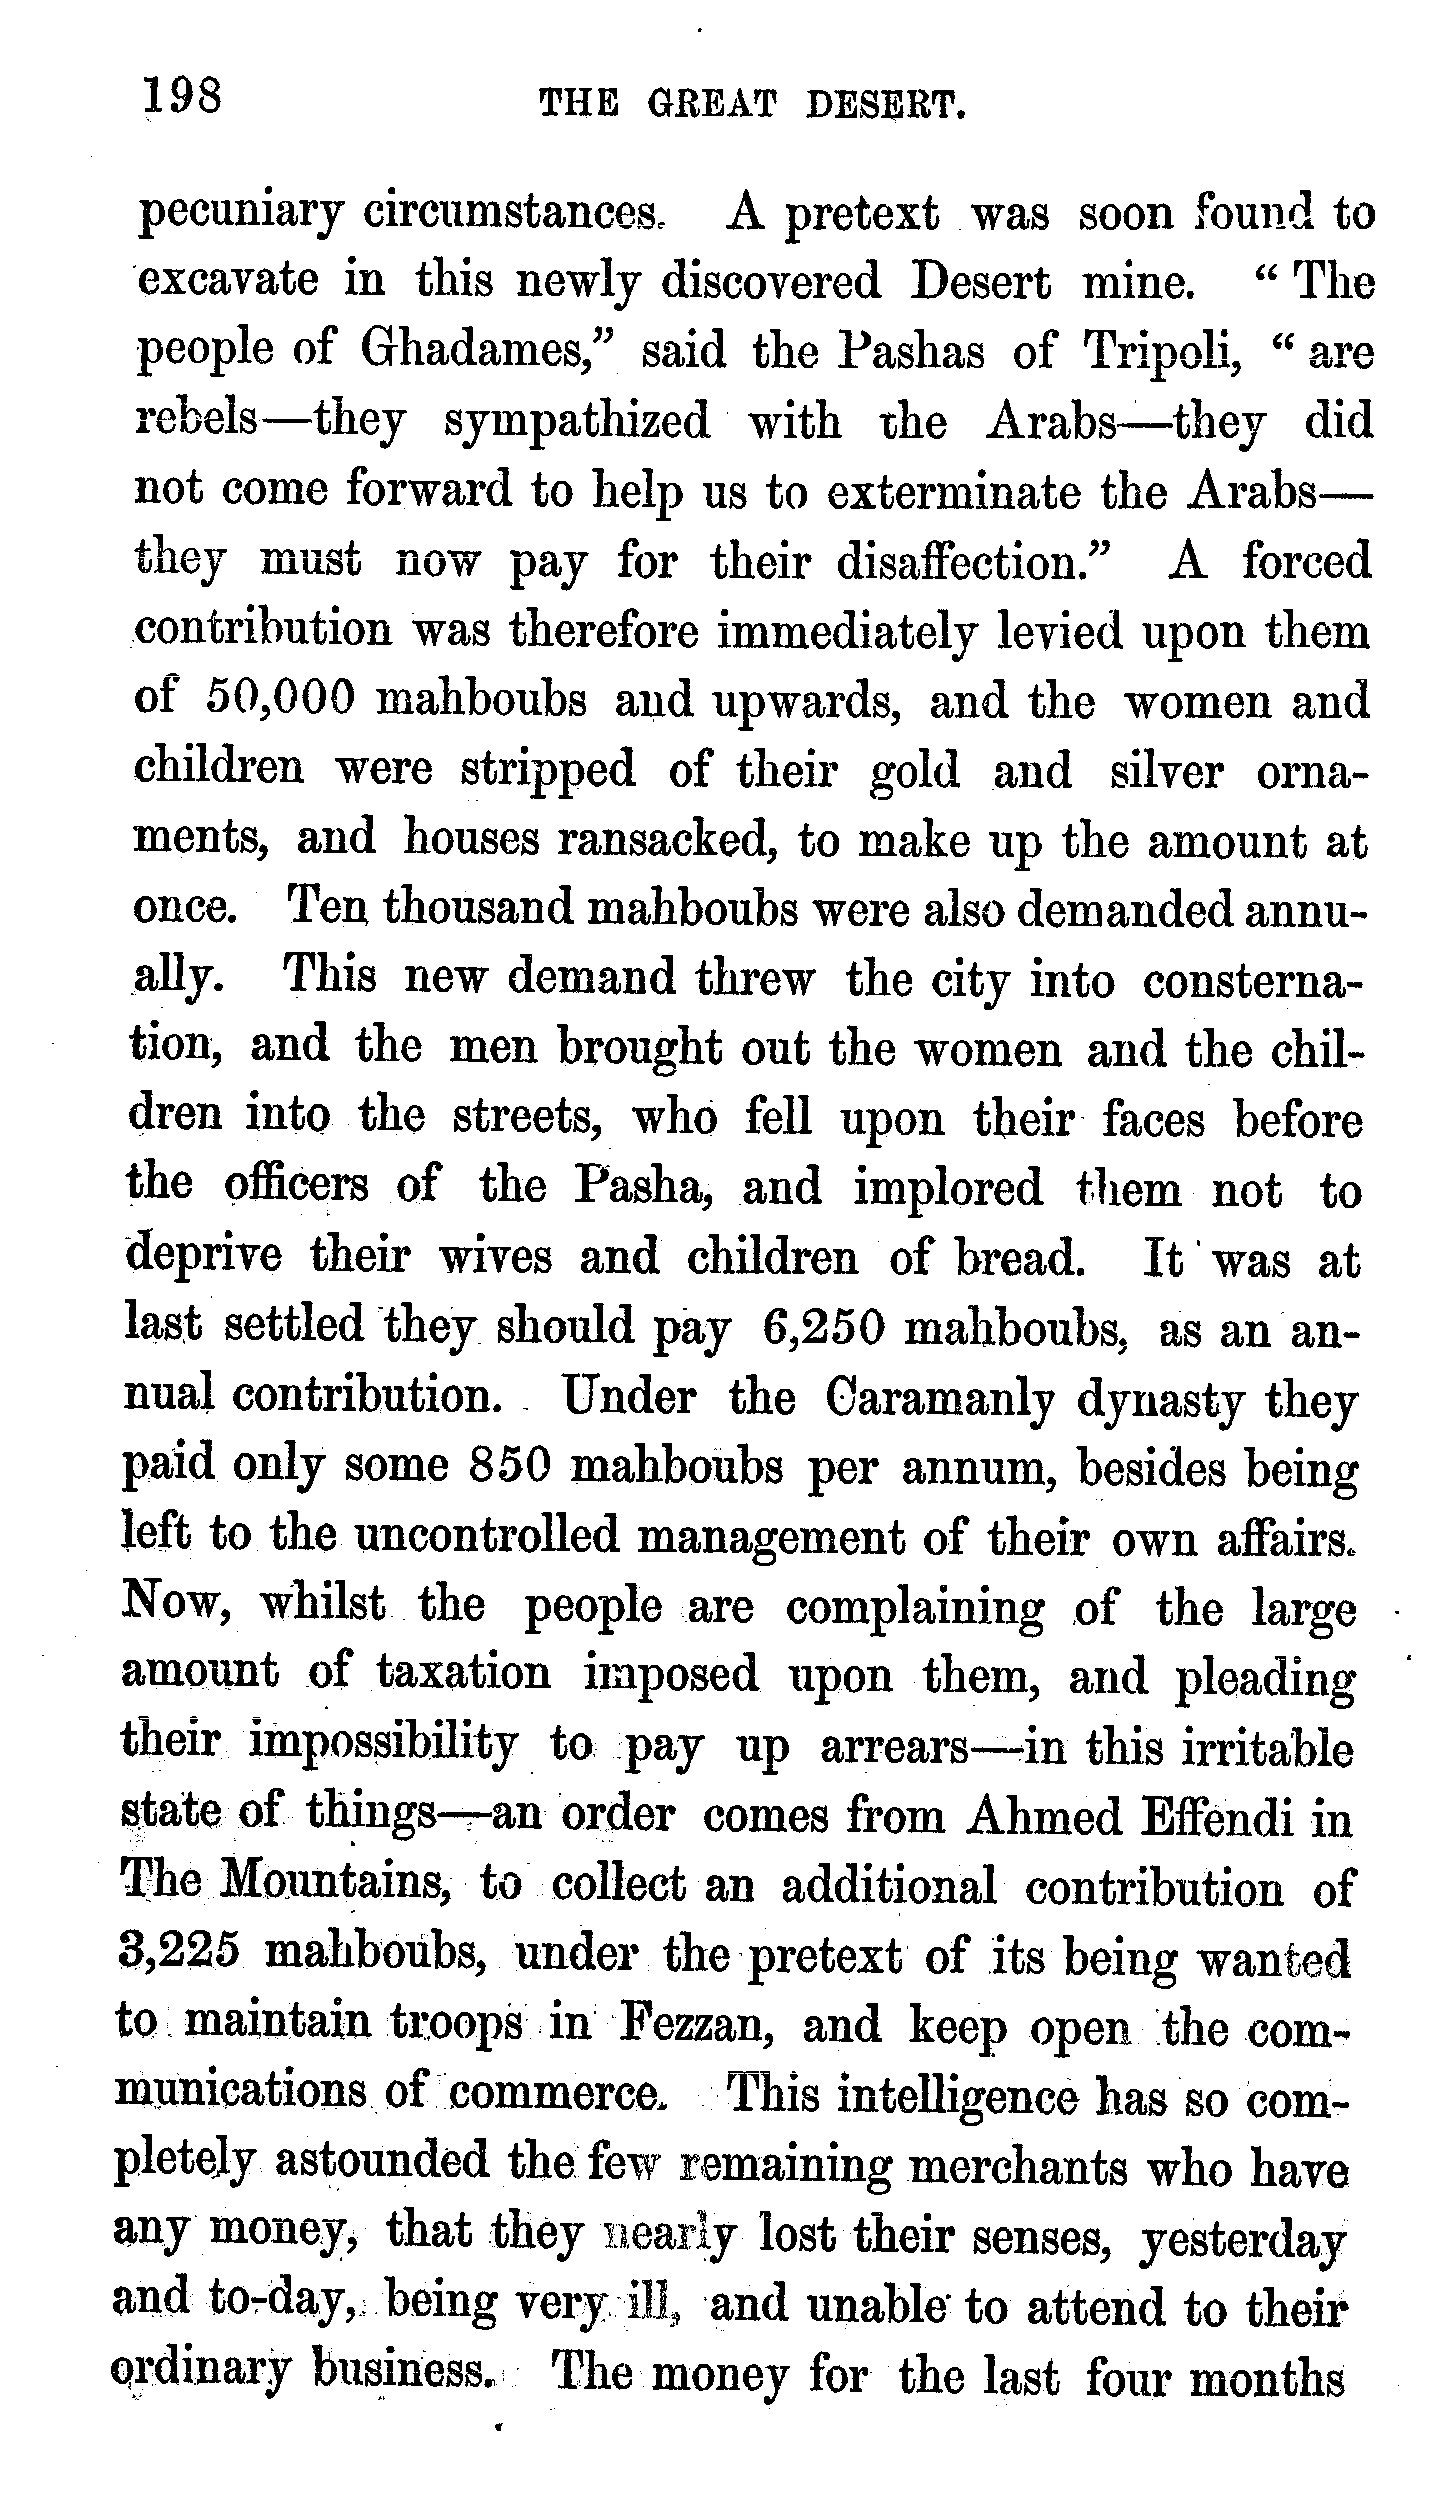 198 THE GREAT DESERT.
pecuniary circumstances. A pretext was soon found to
excavate in this newly discovered Desert mine. “ The
people of Ghadames,” said the Pashas of Tripoli, “ are
rebels—they sympathized with the Arabs—they did
not come forward to help us to exterminate the Arabs—
they must now pay for their disaffection.” A forced
contribution was therefore immediately levied upon them
of 50,000 mahboubs and upwards, and the women and
children were stripped of their gold and silver orna-
ments, and houses ransacked, to make up the amount at
once. Ten thousand mahboubs were also demanded annu-
ally. This new demand threw the city into consterna-
tion, and the men brought out the women and the chil-
dren into the streets, who fell upon their faces before
the officers of the Pasha, and implored them not to
deprive their wives and children of bread. It was at
last settled they should pay 6,250 mahboubs, as an an-
nual contribution. Under the Caramanly dynasty they
paid only some 850 mahboubs per annum, besides being
left to the uncontrolled management of their own affairs.
Now, whilst the people are complaining of the large
amount of taxation imposed upon them, and pleading
their impossibility to pay up arrears—in this irritable
state of things—an order comes from Ahmed Effendi in
The Mountains, to collect an additional contribution of
3,225 mahboubs, under the pretext of its being wanted
to maintain troops in Fezzan, and keep open the com-
munications of commerce. This intelligence has so com-
pletely astounded the few remaining merchants who have
any money, that they nearly lost their senses, yesterday
and to-day, being very ill, and unable to attend to their
ordinary business. The money for the last four months